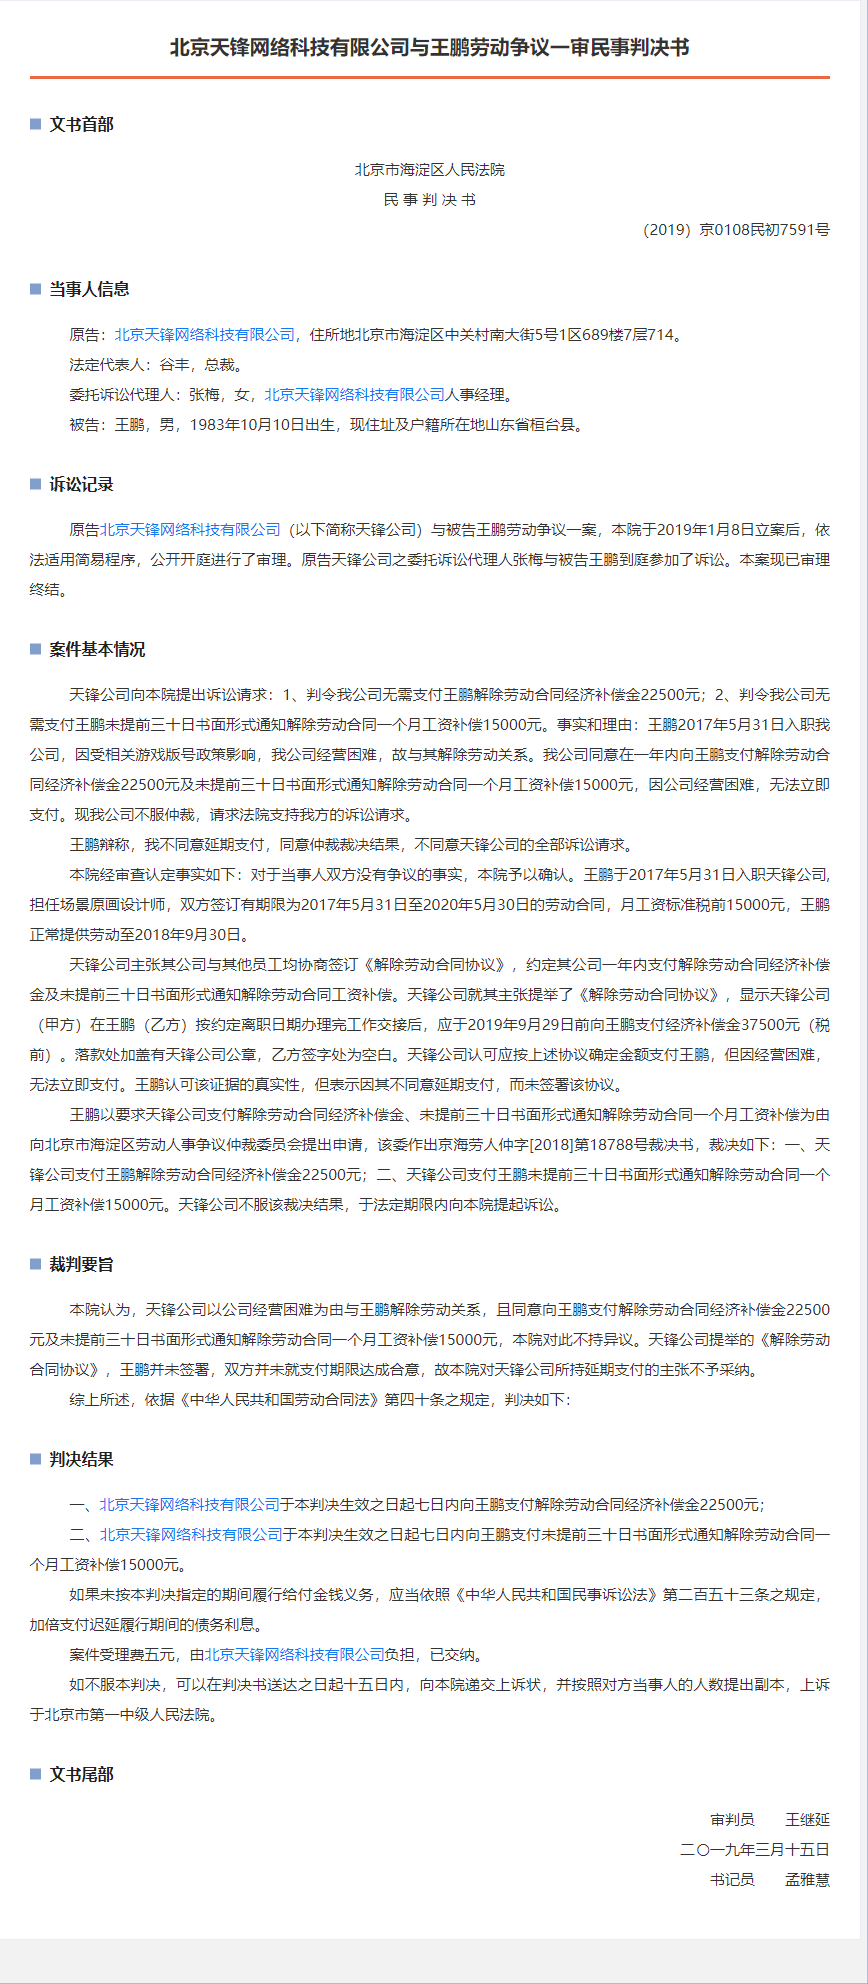 北京天锋网络科技有限公司与王鹏劳动争议一审民事判决书
文书首部
北京市海淀区人民法院
民 事 判 决 书
（2019）京0108民初7591号
当事人信息
原告：北京天锋网络科技有限公司，住所地北京市海淀区中关村南大街5号1区689楼7层714。
法定代表人：谷丰，总裁。
委托诉讼代理人：张梅，女，北京天锋网络科技有限公司人事经理。
被告：王鹏，男，1983年10月10日出生，现住址及户籍所在地山东省桓台县。
诉讼记录
原告北京天锋网络科技有限公司（以下简称天锋公司）与被告王鹏劳动争议一案，本院于2019年1月8日立案后，依
法适用简易程序，公开开庭进行了审理。原告天锋公司之委托诉讼代理人张梅与被告王鹏到庭参加了诉讼。本案现已审理
终结。
案件基本情况
天锋公司向本院提出诉讼请求：1、判令我公司无需支付王鹏解除劳动合同经济补偿金22500元；2、判令我公司无
需支付王鹏未提前三十日书面形式通知解除劳动合同一个月工资补偿15000元。事实和理由：王鹏2017年5月31日入职我
公司，因受相关游戏版号政策影响，我公司经营困难，故与其解除劳动关系。我公司同意在一年内向王鹏支付解除劳动合
同经济补偿金22500元及未提前三十日书面形式通知解除劳动合同一个月工资补偿15000元，因公司经营困难，无法立即
支付。现我公司不服仲裁，请求法院支持我方的诉讼请求。
王鹏辩称，我不同意延期支付，同意仲裁裁决结果，不同意天锋公司的全部诉讼请求。
本院经审查认定事实如下：对于当事人双方没有争议的事实，本院予以确认。王鹏于2017年5月31日入职天锋公司，
担任场景原画设计师，双方签订有期限为2017年5月31日至2020年5月30日的劳动合同，月工资标准税前15000元，王鹏
正常提供劳动至2018年9月30日。
天锋公司主张其公司与其他员工均协商签订《解除劳动合同协议》，约定其公司一年内支付解除劳动合同经济补偿
金及未提前三十日书面形式通知解除劳动合同工资补偿。天锋公司就其主张提举了《解除劳动合同协议》，显示天锋公司
（甲方）在王鹏（乙方）按约定离职日期办理完工作交接后，应于2019年9月29日前向王鹏支付经济补偿金37500元（税
前）。落款处加盖有天锋公司公章，乙方签字处为空白。天锋公司认可应按上述协议确定金额支付王鹏，但因经营困难，
无法立即支付。王鹏认可该证据的真实性，但表示因其不同意延期支付，而未签署该协议。
王鹏以要求天锋公司支付解除劳动合同经济补偿金、未提前三十日书面形式通知解除劳动合同一个月工资补偿为由
向北京市海淀区劳动人事争议仲裁委员会提出申请，该委作出京海劳人仲字[2018]第18788号裁决书，裁决如下：一、天
锋公司支付王鹏解除劳动合同经济补偿金22500元；二、天锋公司支付王鹏未提前三十日书面形式通知解除劳动合同一个
月工资补偿15000元。天锋公司不服该裁决结果，于法定期限内向本院提起诉讼。
裁判要旨
本院认为，天锋公司以公司经营困难为由与王鹏解除劳动关系，且同意向王鹏支付解除劳动合同经济补偿金22500
元及未提前三十日书面形式通知解除劳动合同一个月工资补偿15000元，本院对此不持异议。天锋公司提举的《解除劳动
合同协议》，王鹏并未签署，双方并未就支付期限达成合意，故本院对天锋公司所持延期支付的主张不予采纳。
综上所述，依据《中华人民共和国劳动合同法》第四十条之规定，判决如下：
判决结果
一、北京天锋网络科技有限公司于本判决生效之日起七日内向王鹏支付解除劳动合同经济补偿金22500元；
二、北京天锋网络科技有限公司于本判决生效之日起七日内向王鹏支付未提前三十日书面形式通知解除劳动合同一
个月工资补偿15000元。
如果未按本判决指定的期间履行给付金钱义务，应当依照《中华人民共和国民事诉讼法》第二百五十三条之规定，
加倍支付迟延履行期间的债务利息。
案件受理费五元，由北京天锋网络科技有限公司负担，已交纳。
如不服本判决，可以在判决书送达之日起十五日内，向本院递交上诉状，并按照对方当事人的人数提出副本，上诉
于北京市第一中级人民法院。
文书尾部
审判员　　王继延
二〇一九年三月十五日
书记员　　孟雅慧